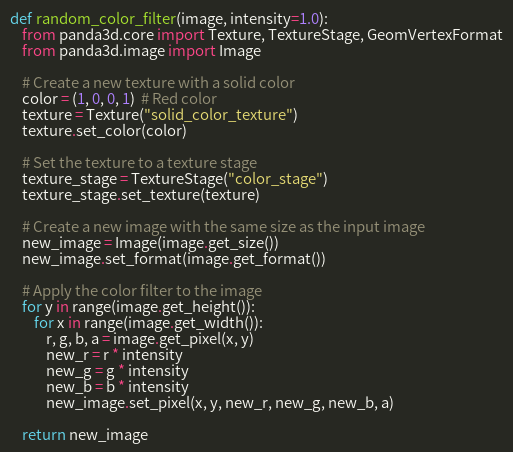 def random_color_filter(image, intensity=1.0):
    from panda3d.core import Texture, TextureStage, GeomVertexFormat
    from panda3d.image import Image

    # Create a new texture with a solid color
    color = (1, 0, 0, 1)  # Red color
    texture = Texture("solid_color_texture")
    texture.set_color(color)

    # Set the texture to a texture stage
    texture_stage = TextureStage("color_stage")
    texture_stage.set_texture(texture)

    # Create a new image with the same size as the input image
    new_image = Image(image.get_size())
    new_image.set_format(image.get_format())

    # Apply the color filter to the image
    for y in range(image.get_height()):
        for x in range(image.get_width()):
            r, g, b, a = image.get_pixel(x, y)
            new_r = r * intensity
            new_g = g * intensity
            new_b = b * intensity
            new_image.set_pixel(x, y, new_r, new_g, new_b, a)

    return new_image